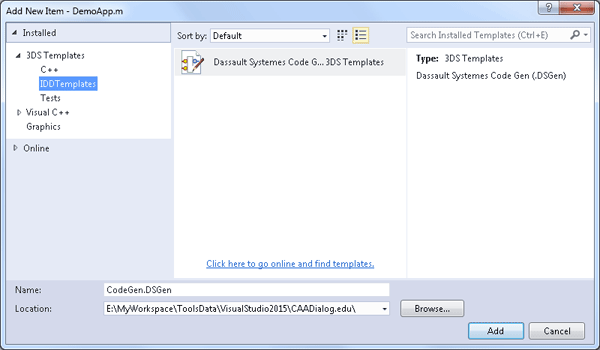 Add New Item - DemoApp.m
Installed
Sort by: Default
Search Installed Templates (Ctrl+E)
3DS Templates
C++
IDDTemplates
Tests
Visual C++
Graphics
Online
Dassault Systemes Code G... 3DS Templates
Type: 3DS Templates
Dassault Systemes Code Gen (.DSGen)
Click here to go online and find templates.
Name: CodeGen.DSGen
Location: E:\MyWorkspace\ToolsData\VisualStudio2015\CAADialog.edu\
Browse...
Add Cancel